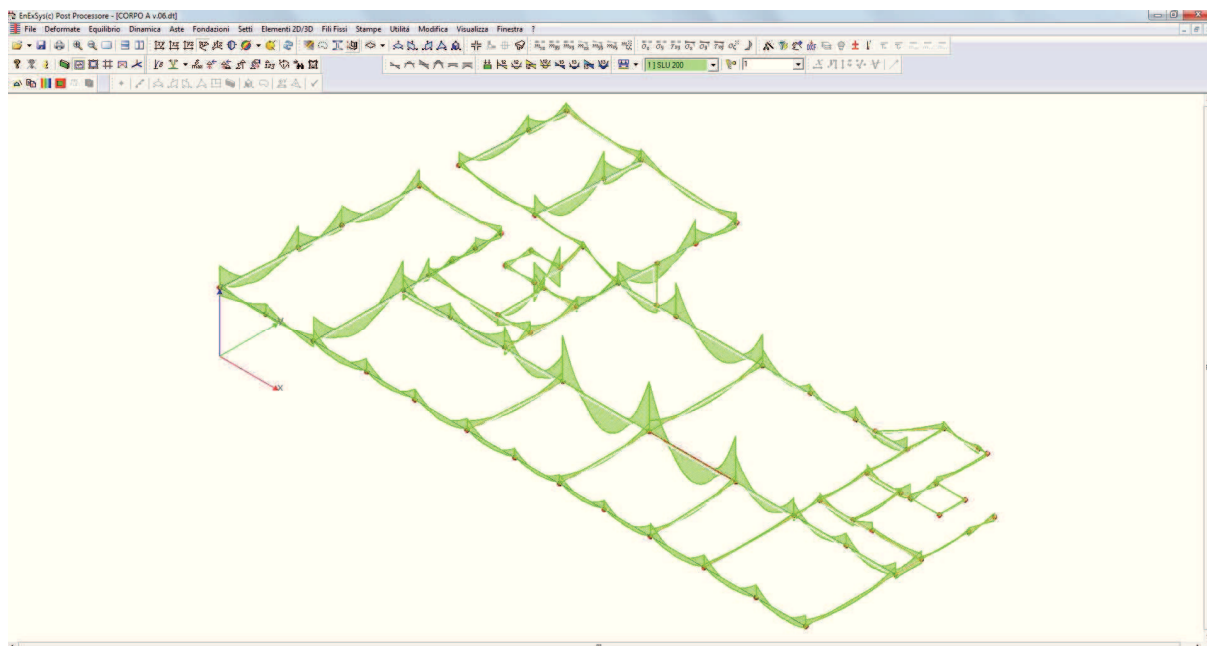 EnExSys(c) Post Processore - [CORPO A v.06.dt]
File Deformate Equilibrio Dinamica Aste Fondazioni Setti Elementi 2D/3D Fili Fissi Stampe Utilità Modifica Visualizza Finestra ?
1 ] SLU 200
1
Y
X